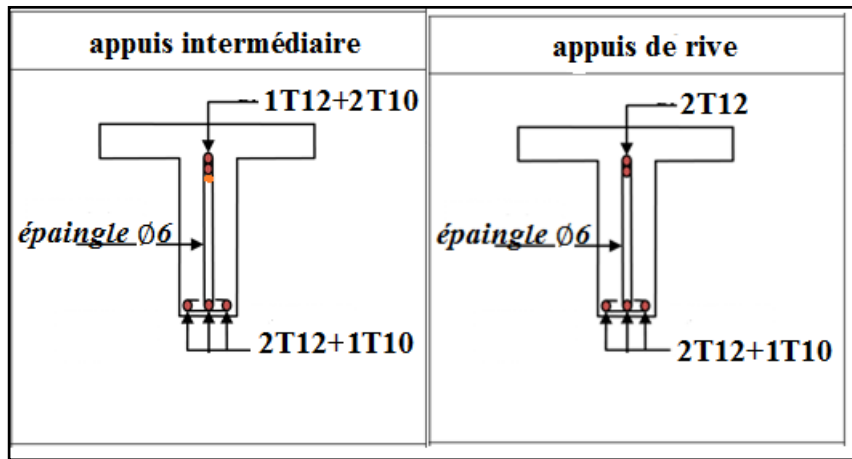 appuis intermédiaire
1T12+2T10
épaingle Ø6
2T12+1T10
appuis de rive
2T12
épaingle Ø6
2T12+1T10